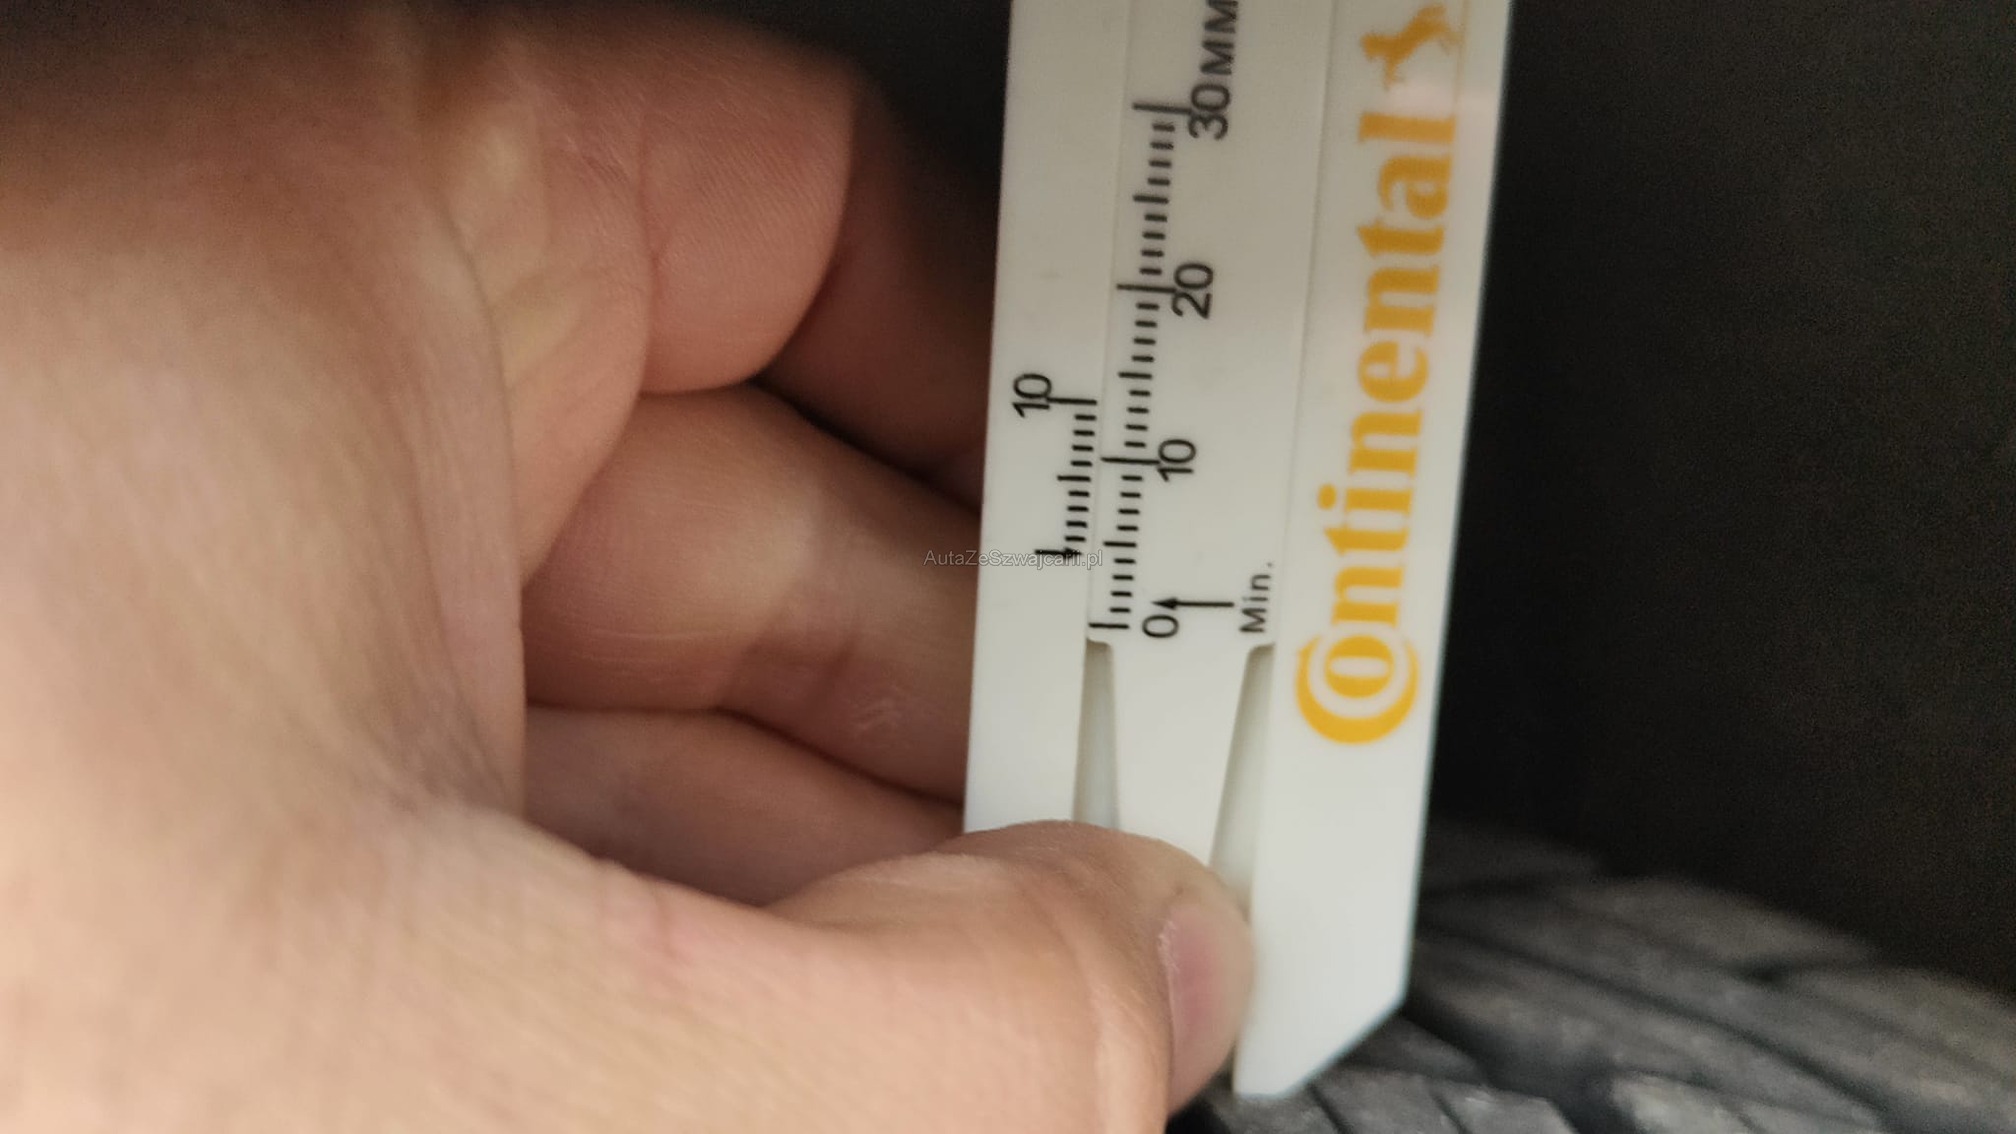 30MM
20
10
0
Min.
10
Continental
AutaZeSzwajcarii.pl